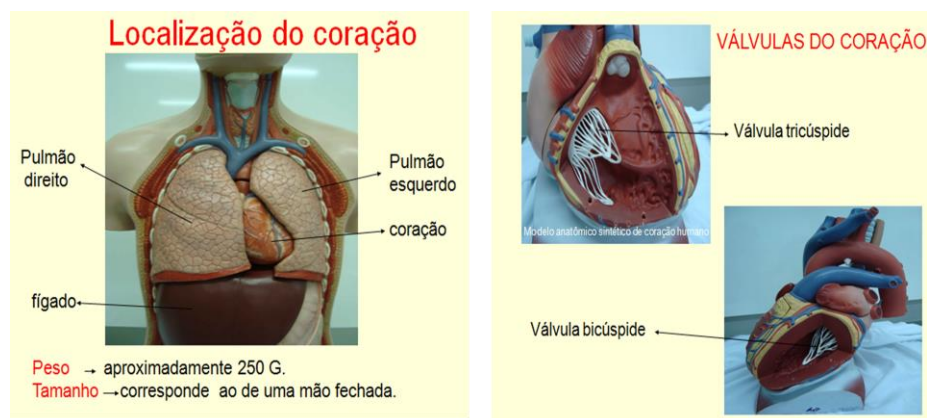 Localização do coração
Pulmão
direito
Pulmão
esquerdo
coração
fígado
Peso → aproximadamente 250 G.
Tamanho → corresponde ao de uma mão fechada.
VÁLVULAS DO CORAÇÃO
Válvula tricúspide
Modelo anatômico sintético de coração humano
Válvula bicúspide